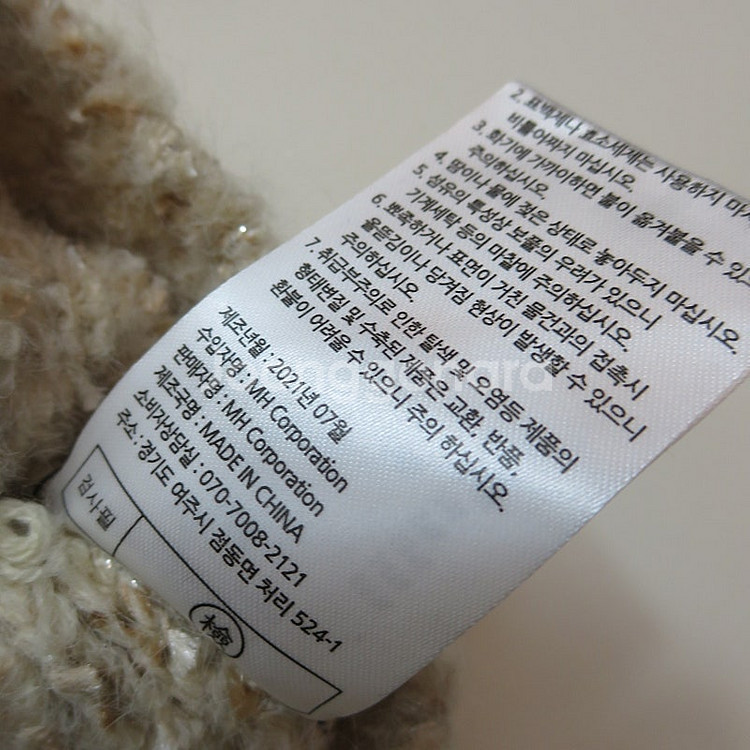 2. 표백제나 효소세제는 사용하지 마시
비틀어짜지 마십시오.
3. 화기에 가까이하면 불이 옮겨붙을 수 있
주의하십시오.
4. 땀이나 물에 젖은 상태로 놓아두지 마십시오.
5. 섬유의 특성상 보풀의 우려가 있으니
기계세탁 등의 마찰에 주의하십시오.
6. 뾰족하거나 표면이 거친 물건과의 접촉시
올뜯김이나 당겨짐 현상이 발생할 수 있으니
주의하십시오.
7. 취급부주의로 인한 탈색 및 오염등 제품의
형태변질 및 수축된 제품은 교환, 반품,
환불이 어려울 수 있으니 주의 하십시오.
제조년월 : 2021년 07월
수입자명 : MH Corporation
판매자명 : MH Corporation
제조국명 : MADE IN CHINA
소비자상담실 : 070-7008-2121
주소 : 경기도 여주시 점동면 처리 524-1
검사필
檢